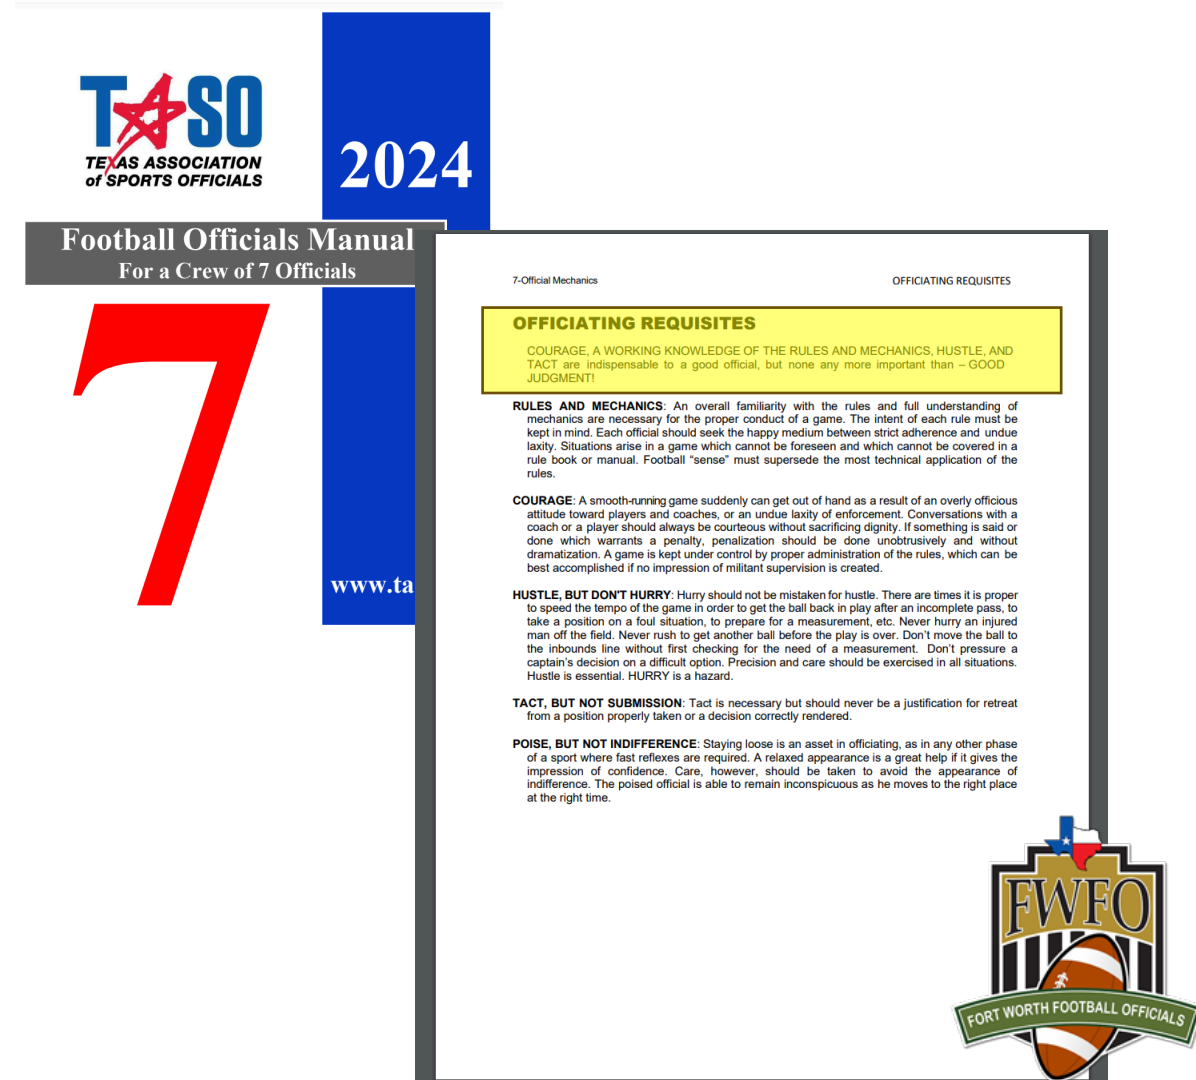 TASO
TEXAS ASSOCIATION
of SPORTS OFFICIALS
2024
Football Officials Manual
For a Crew of 7 Officials
7
www.ta
7-Official Mechanics
OFFICIATING REQUISITES
OFFICIATING REQUISITES
COURAGE, A WORKING KNOWLEDGE OF THE RULES AND MECHANICS, HUSTLE, AND
TACT are indispensable to a good official, but none any more important than – GOOD
JUDGMENT!
RULES AND MECHANICS: An overall familiarity with the rules and full understanding of
mechanics are necessary for the proper conduct of a game. The intent of each rule must be
kept in mind. Each official should seek the happy medium between strict adherence and undue
laxity. Situations arise in a game which cannot be foreseen and which cannot be covered in a
rule book or manual. Football “sense” must supersede the most technical application of the
rules.
COURAGE: A smooth-running game suddenly can get out of hand as a result of an overly officious
attitude toward players and coaches, or an undue laxity of enforcement. Conversations with a
coach or a player should always be courteous without sacrificing dignity. If something is said or
done which warrants a penalty, penalization should be done unobtrusively and without
dramatization. A game is kept under control by proper administration of the rules, which can be
best accomplished if no impression of militant supervision is created.
HUSTLE, BUT DON'T HURRY: Hurry should not be mistaken for hustle. There are times it is proper
to speed the tempo of the game in order to get the ball back in play after an incomplete pass, to
take a position on a foul situation, to prepare for a measurement, etc. Never hurry an injured
man off the field. Never rush to get another ball before the play is over. Don’t move the ball to
the inbounds line without first checking for the need of a measurement. Don’t pressure a
captain’s decision on a difficult option. Precision and care should be exercised in all situations.
Hustle is essential. HURRY is a hazard.
TACT, BUT NOT SUBMISSION: Tact is necessary but should never be a justification for retreat
from a position properly taken or a decision correctly rendered.
POISE, BUT NOT INDIFFERENCE: Staying loose is an asset in officiating, as in any other phase
of a sport where fast reflexes are required. A relaxed appearance is a great help if it gives the
impression of confidence. Care, however, should be taken to avoid the appearance of
indifference. The poised official is able to remain inconspicuous as he moves to the right place
at the right time.
FWFO
FORT WORTH FOOTBALL OFFICIALS